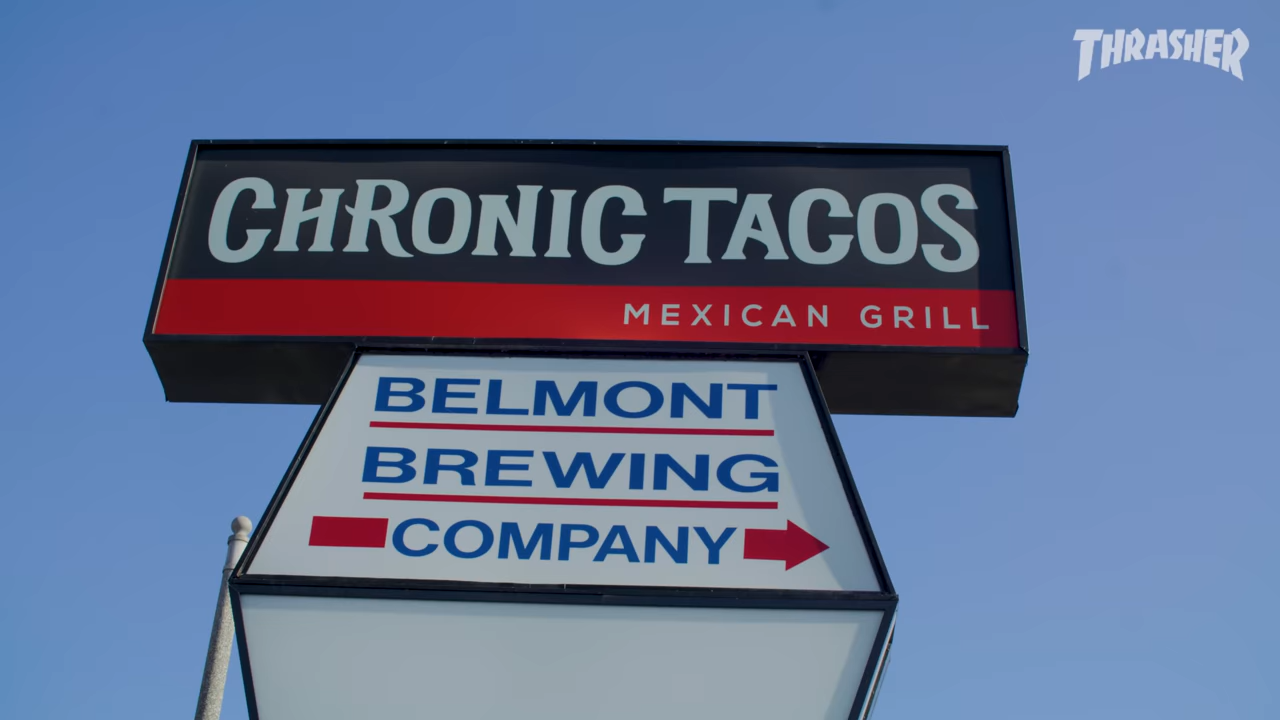 THRASHER
CHRONIC TACOS
MEXICAN GRILL
BELMONT
BREWING
COMPANY